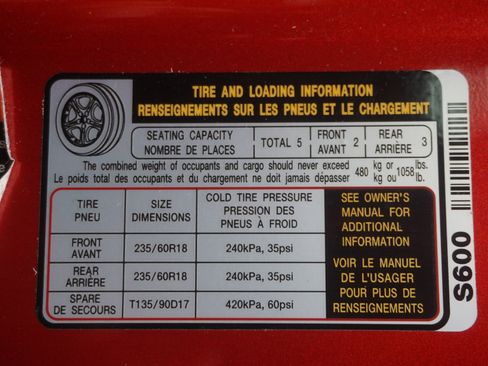 TIRE AND LOADING INFORMATION
RENSEIGNEMENTS SUR LES PNEUS ET LE CHARGEMENT
SEATING CAPACITY
NOMBRE DE PLACES
TOTAL 5
FRONT
AVANT 2
REAR
ARRIÈRE 3
The combined weight of occupants and cargo should never exceed
Le poids total des occupants et du chargement ne doit jamais dépasser
480 kg or
kg ou
1058 lbs.
lb.
TIRE
PNEU
SIZE
DIMENSIONS
COLD TIRE PRESSURE
PRESSION DES
PNEUS À FROID
SEE OWNER'S
MANUAL FOR
ADDITIONAL
INFORMATION
FRONT
AVANT
235/60R18
240kPa, 35psi
REAR
ARRIÈRE
235/60R18
240kPa, 35psi
SPARE
DE SECOURS
T135/90D17
420kPa, 60psi
VOIR LE MANUEL
DE L'USAGER
POUR PLUS DE
RENSEIGNEMENTS
S600